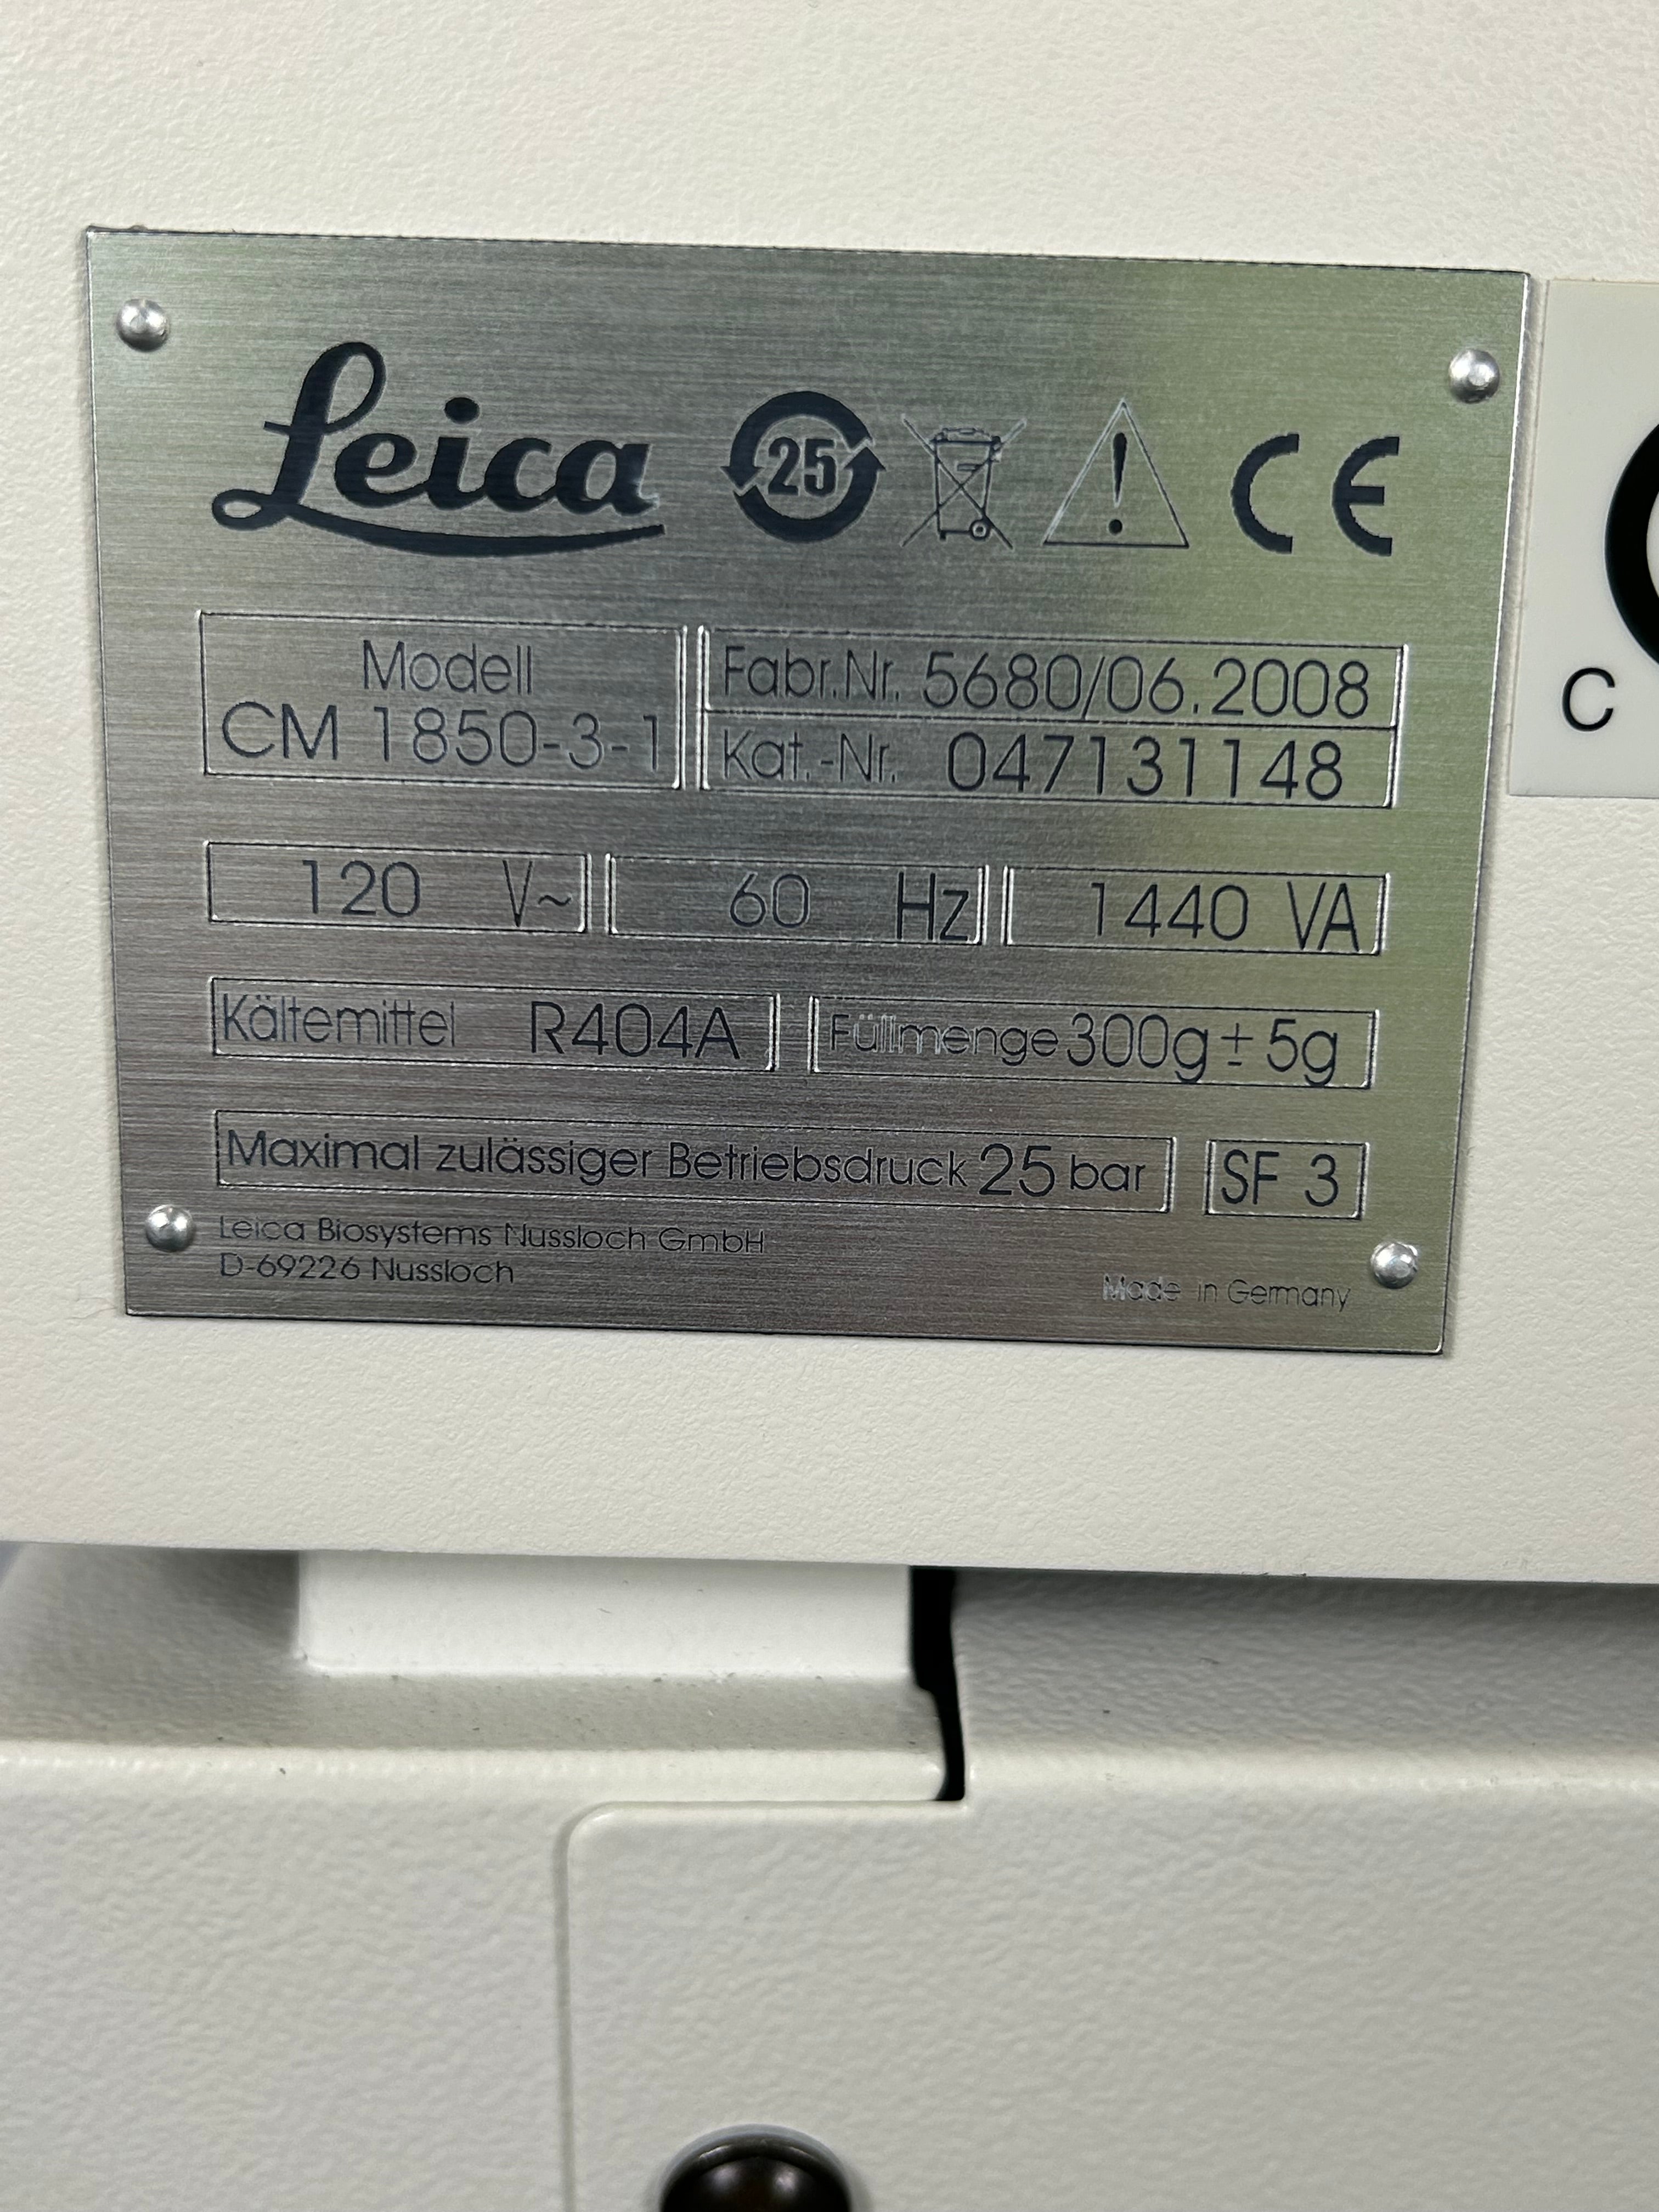 Leica 25 CE
Modell
CM 1850-3-1
Fabr.Nr. 5680/06.2008
Kat.-Nr. 047131148
120 V~ 60 Hz 1440 VA
Kältemittel R404A Füllmenge 300g ± 5g
Maximal zulässiger Betriebsdruck 25 bar SF 3
Leica Biosystems Nussloch GmbH
D-69226 Nussloch
Made in Germany
C